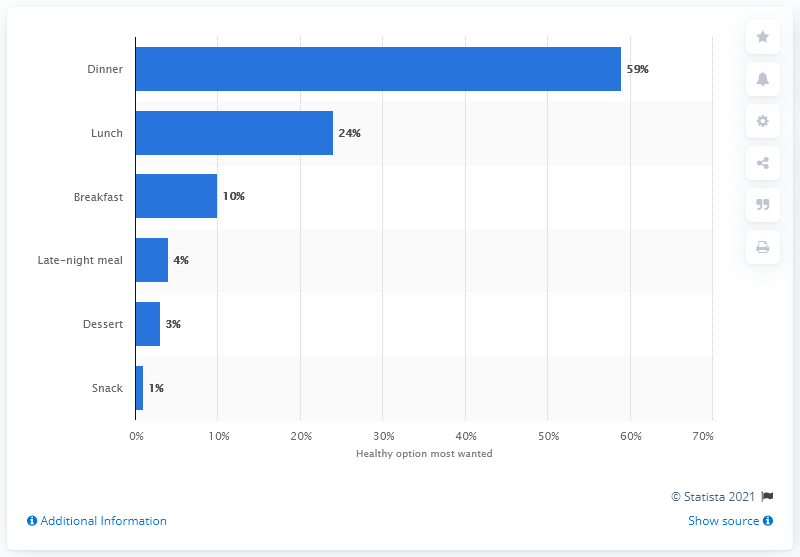 Dinner 59%
Lunch 24%
Breakfast 10%
Late-night meal 4%
Dessert 3%
Snack 1%
0% 10% 20% 30% 40% 50% 60% 70%
Healthy option most wanted
© Statista 2021
Additional Information Show source